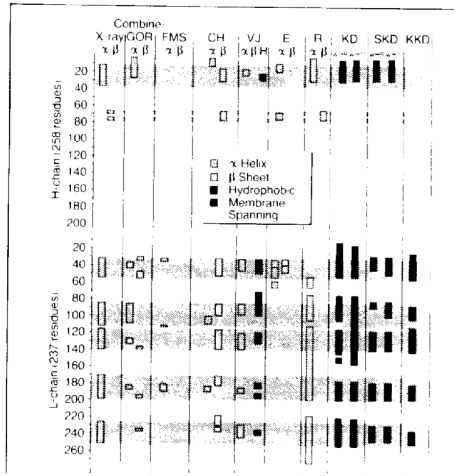 Combine-
X-ray GOR FMS CH VJ E R KD SKD KKD
α β α β α β α β α β H α β α β
20
40
60
80
100
120
140
160
180
200
H-chain (258 residues)
α Helix
β Sheet
Hydrophobic
Membrane
Spanning
20
40
60
80
100
120
140
160
180
200
220
240
260
L-chain (237 residues)